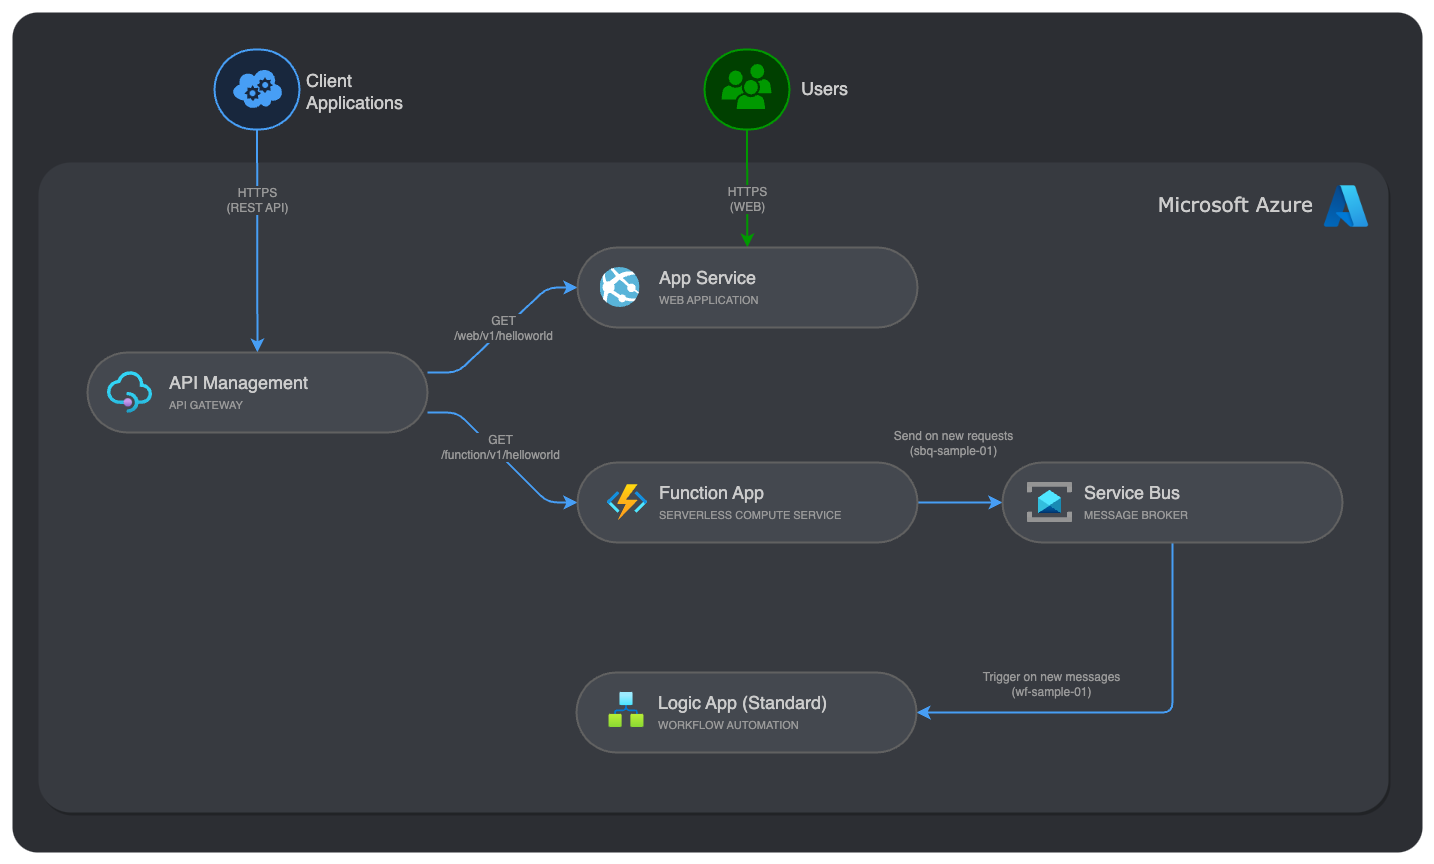 Client
Applications
Users
HTTPS
(REST API)
HTTPS
(WEB)
Microsoft Azure
App Service
WEB APPLICATION
GET
/web/v1/helloworld
API Management
API GATEWAY
GET
/function/v1/helloworld
Send on new requests
(sbq-sample-01)
Function App
SERVERLESS COMPUTE SERVICE
Service Bus
MESSAGE BROKER
Trigger on new messages
(wf-sample-01)
Logic App (Standard)
WORKFLOW AUTOMATION